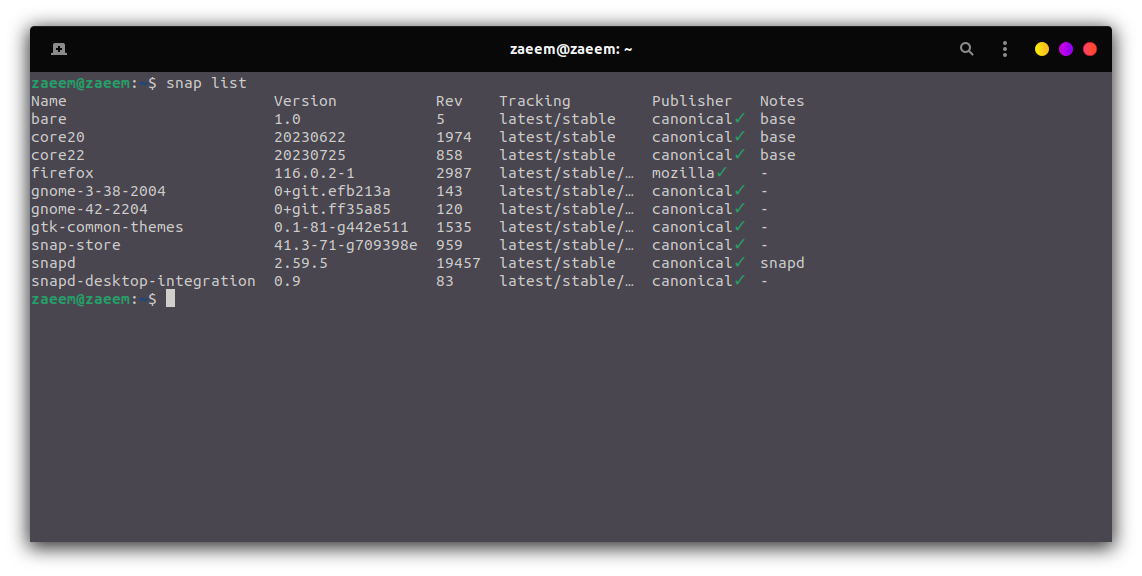 zaeem@zaeem: ~
zaeem@zaeem:~$ snap list
Name                       Version           Rev    Tracking         Publisher   Notes
bare                       1.0               5      latest/stable    canonical✓  base
core20                     20230622          1974   latest/stable    canonical✓  base
core22                     20230725          858    latest/stable    canonical✓  base
firefox                    116.0.2-1         2987   latest/stable/…  mozilla✓    -
gnome-3-38-2004            0+git.efb213a     143    latest/stable/…  canonical✓  -
gnome-42-2204              0+git.ff35a85     120    latest/stable/…  canonical✓  -
gtk-common-themes          0.1-81-g442e511   1535   latest/stable/…  canonical✓  -
snap-store                 41.3-71-g709398e  959    latest/stable/…  canonical✓  -
snapd                      2.59.5            19457  latest/stable    canonical✓  snapd
snapd-desktop-integration  0.9               83     latest/stable/…  canonical✓  -
zaeem@zaeem:~$